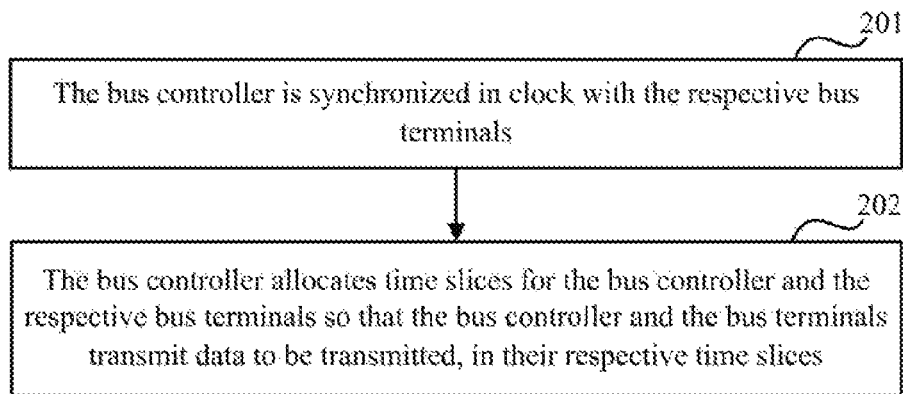 201
The bus controller is synchronized in clock with the respective bus
terminals
202
The bus controller allocates time slices for the bus controller and the
respective bus terminals so that the bus controller and the bus terminals
transmit data to be transmitted, in their respective time slices